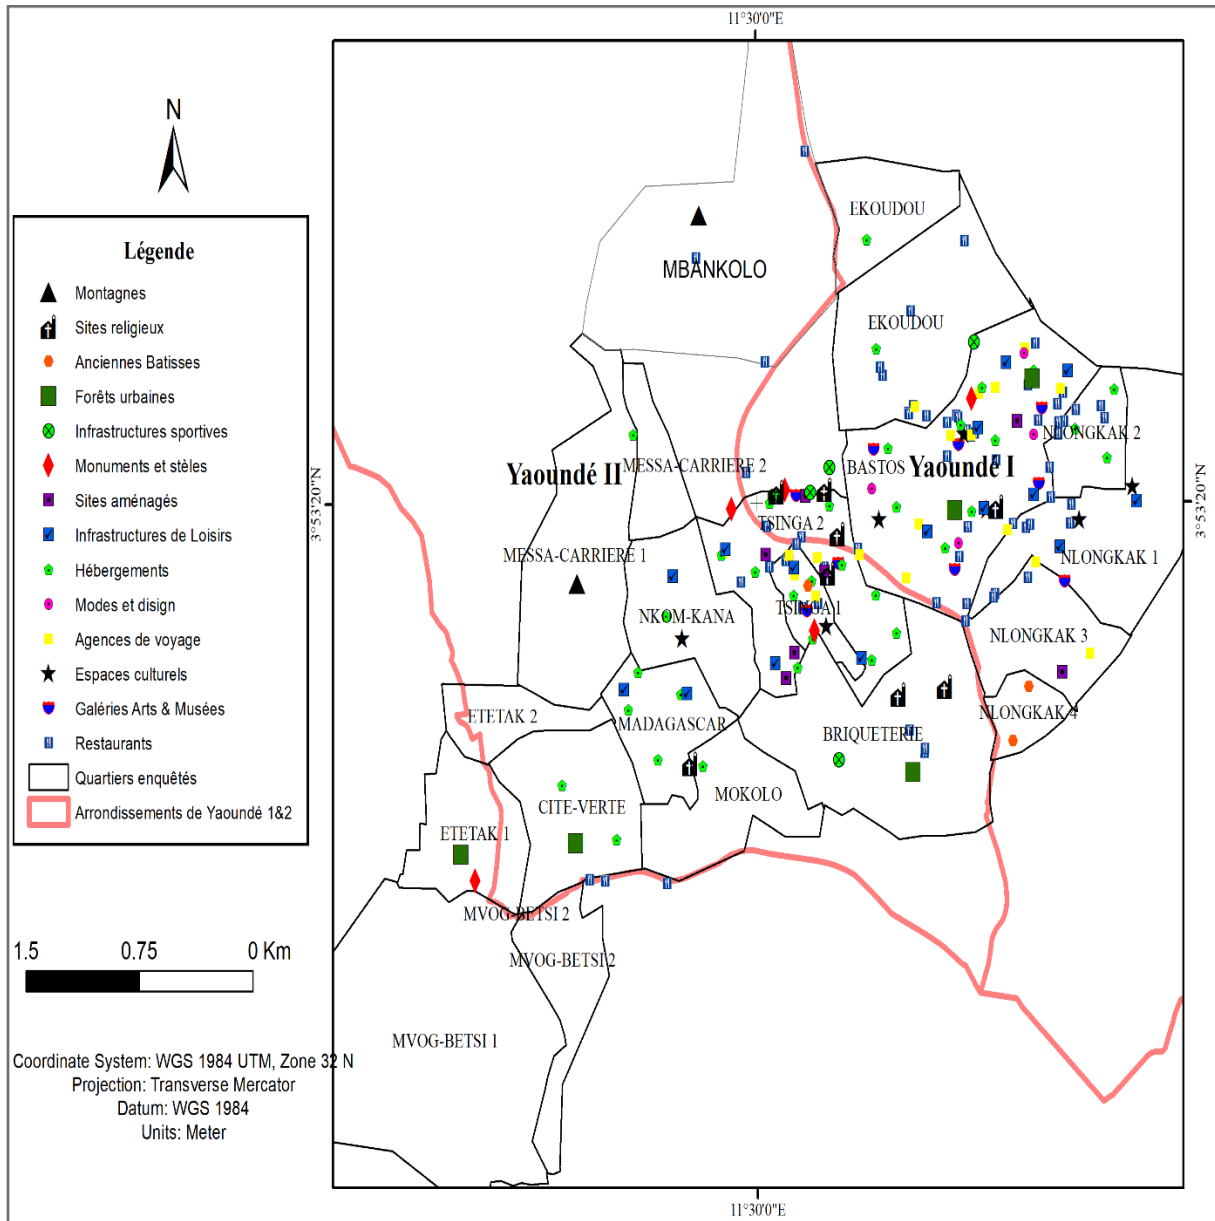 11°30'0"E
N
Légende
Montagnes
Sites religieux
Anciennes Batisses
Forêts urbaines
Infrastructures sportives
Monuments et stèles
Sites aménagés
Infrastructures de Loisirs
Hébergements
Modes et disign
Agences de voyage
Espaces culturels
Galéries Arts & Musées
Restaurants
Quartiers enquêtés
Arrondissements de Yaoundé 1&2
1.5 0.75 0 Km
Coordinate System: WGS 1984 UTM, Zone 32 N
Projection: Transverse Mercator
Datum: WGS 1984
Units: Meter
3°53'20"N
EKOUDOU
MBANKOLO
EKOUDOU
NLONGKAK 2
Yaoundé II
MESSA-CARRIERE 2
BASTOS
Yaoundé I
3°53'20"N
TSINGA 2
MESSA-CARRIERE 1
NLONGKAK 1
NKOM-KANA
TSINGA 1
NLONGKAK 3
ETETAK 2
MADAGASCAR
NLONGKAK 4
BRIQUETERIE
MOKOLO
CITE-VERTE
ETETAK 1
MVOG-BETSI 2
MVOG-BETSI 2
MVOG-BETSI 1
11°30'0"E